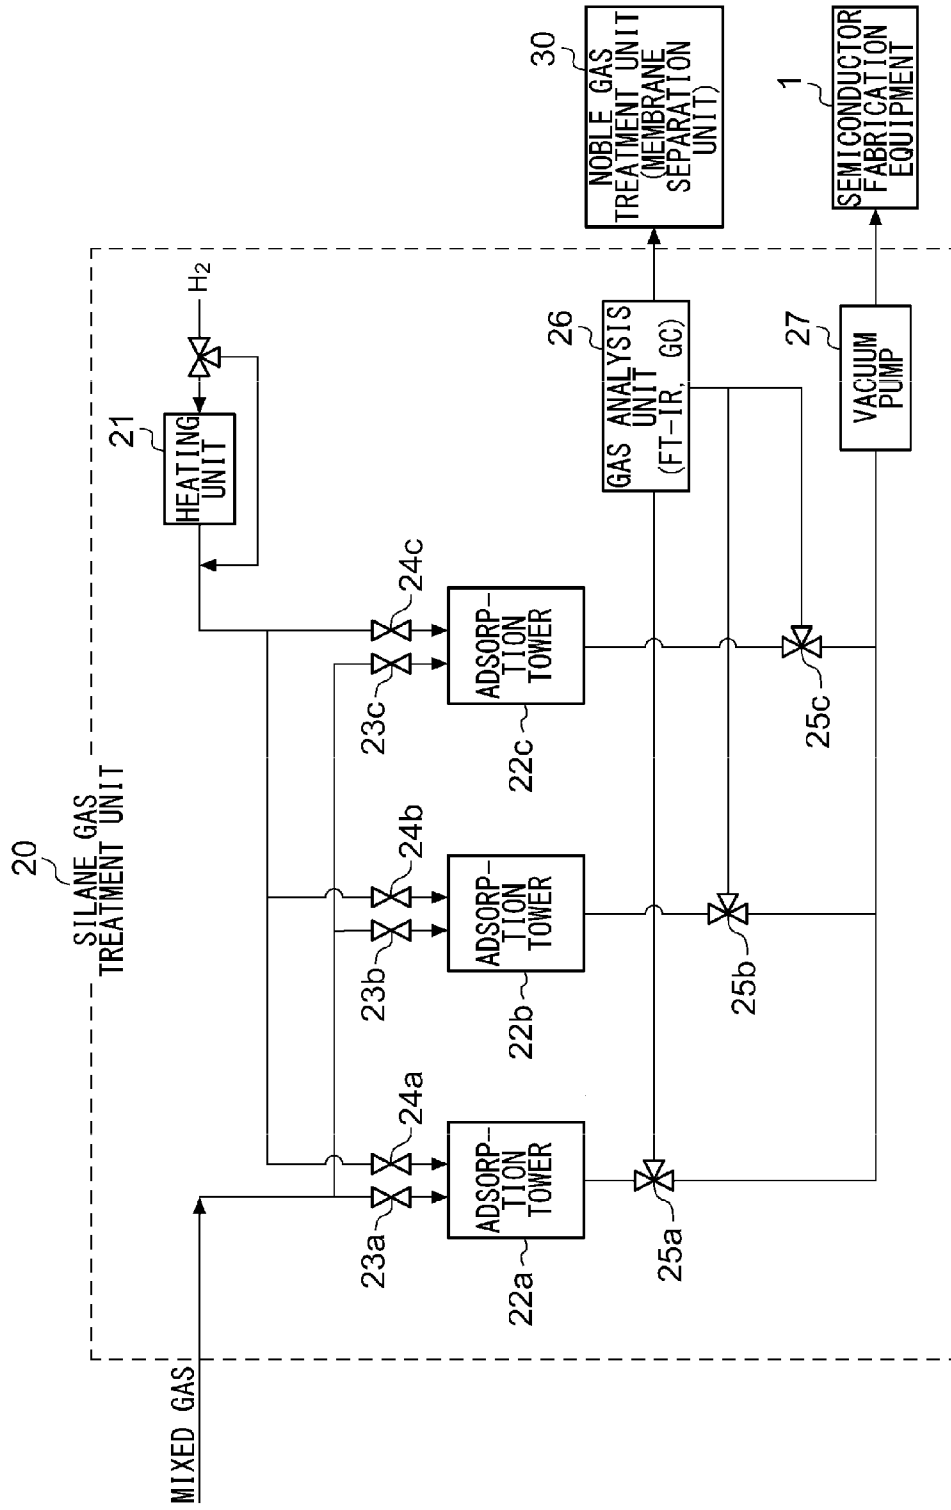 20
SILANE GAS
TREATMENT UNIT
MIXED GAS
H2
21
HEATING
UNIT
23a
24a
23b
24b
23c
24c
ADSORP-
TION
TOWER
22a
ADSORP-
TION
TOWER
22b
ADSORP-
TION
TOWER
22c
25a
25b
25c
26
GAS ANALYSIS
UNIT
(FT-IR, GC)
27
VACUUM
PUMP
30
NOBLE GAS
TREATMENT UNIT
(MEMBRANE
SEPARATION
UNIT)
1
SEMICONDUCTOR
FABRICATION
EQUIPMENT